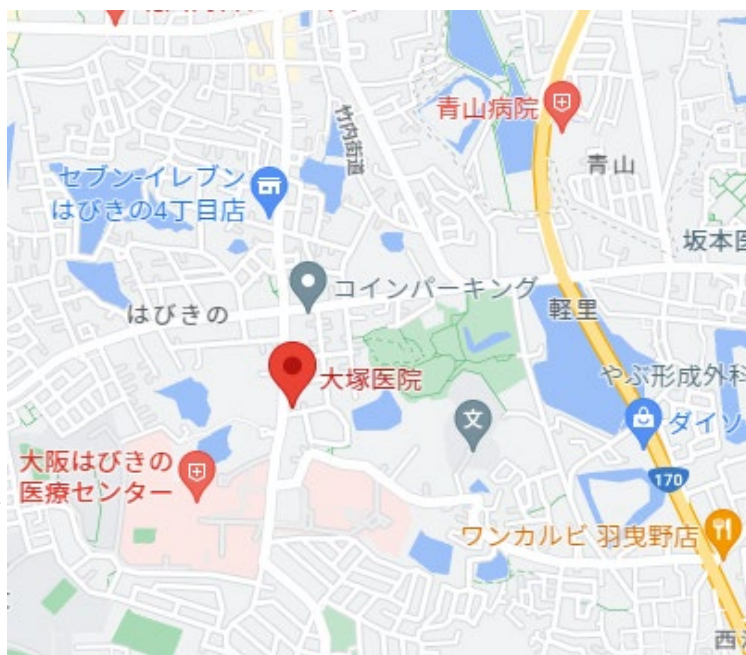 竹内街道
青山病院
青山
セブン-イレブン
はびきの4丁目店
坂本医
コインパーキング
はびきの
軽里
大塚医院
やぶ形成外科
文
ダイソ
大阪はびきの
医療センター
170
ワンカルビ 羽曳野店